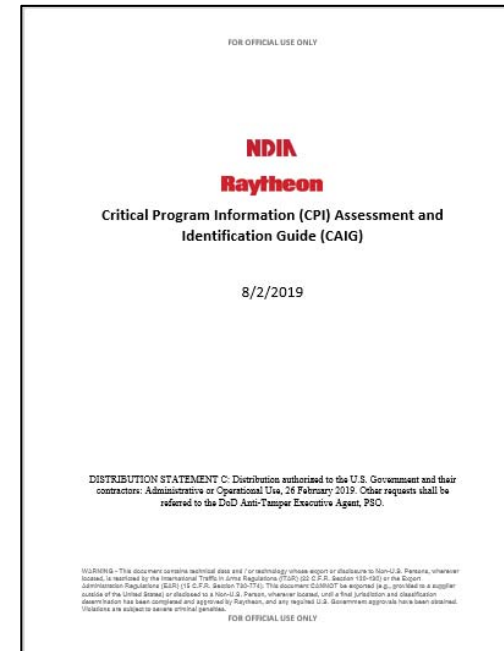 FOR OFFICIAL USE ONLY
NDIA
Raytheon
Critical Program Information (CPI) Assessment and
Identification Guide (CAIG)
8/2/2019
DISTRIBUTION STATEMENT C: Distribution authorized to the U.S. Government and their
contractors: Administrative or Operational Use, 26 February 2019. Other requests shall be
referred to the DoD Anti-Tamper Executive Agent, PSO.
WARNING - This document contains technical data and / or technology whose export or disclosure to Non-U.S. Persons, wherever
located, is restricted by the International Traffic in Arms Regulations (ITAR) (22 C.F.R. Section 120-130) or the Export
Administration Regulations (EAR) (15 C.F.R. Section 730-774). This document CANNOT be exported (e.g., provided to a supplier
outside of the United States) or disclosed to a Non-U.S. Person, wherever located, until a final jurisdiction and classification
determination has been completed and approved by Raytheon, and any required U.S. Government approvals have been obtained.
Violations are subject to severe criminal penalties.
FOR OFFICIAL USE ONLY